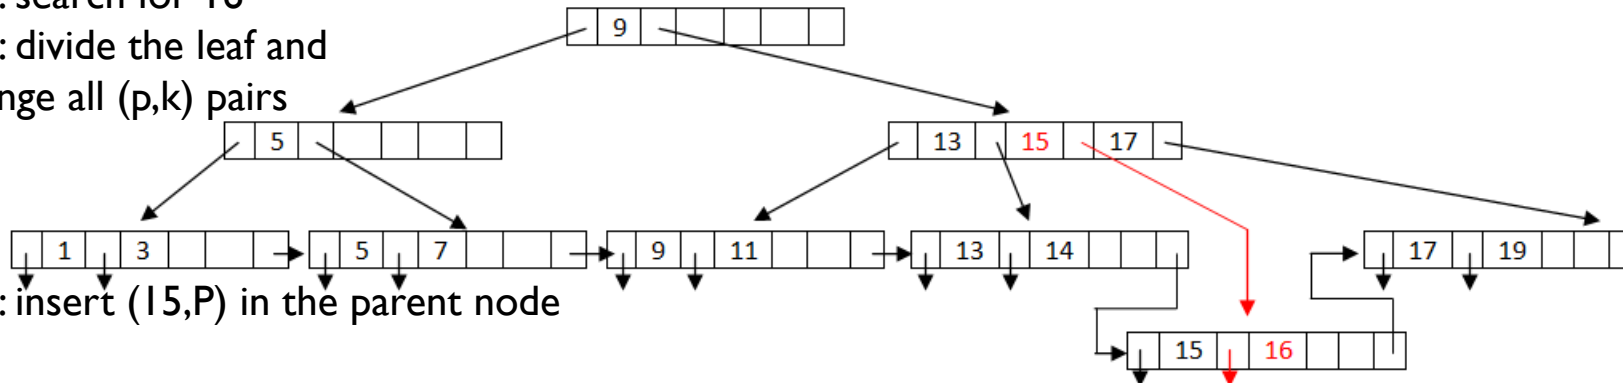 : search for 16
9
: divide the leaf and
nge all (p,k) pairs
5
13 15 17
1 3 5 7 9 11 13 14 17 19
: insert (15,P) in the parent node
15 16